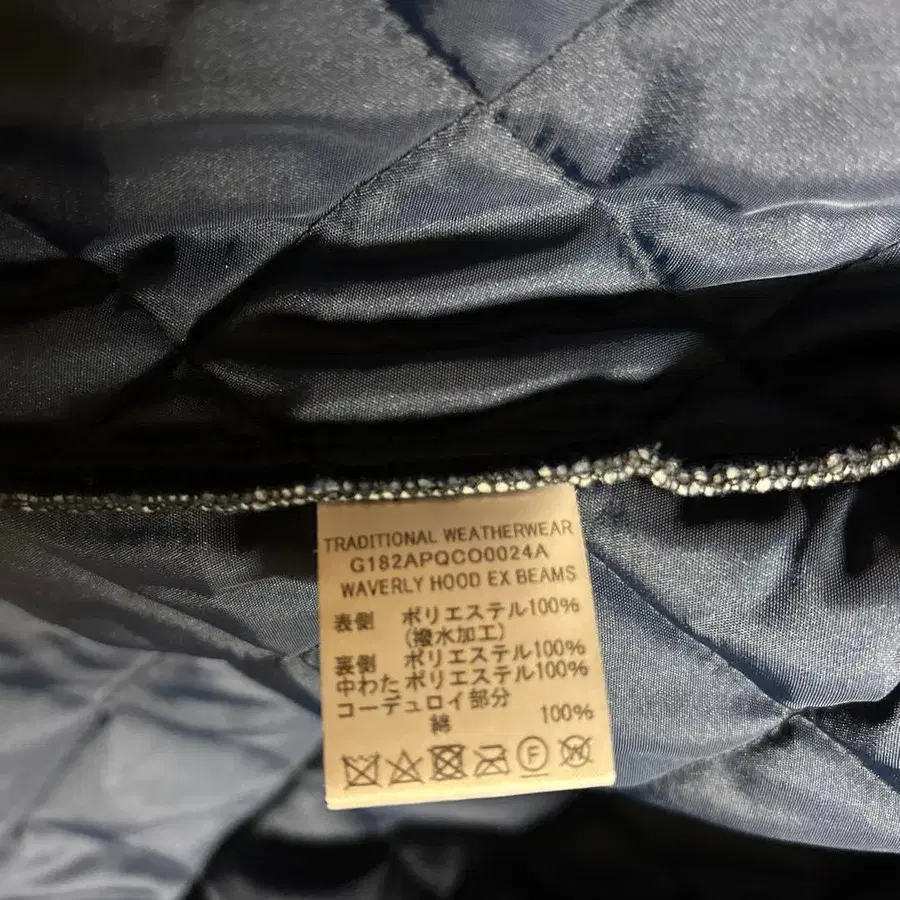 TRADITIONAL WEATHERWEAR
G182APQCO0024A
WAVERLY HOOD EX BEAMS
表側 ポリエステル100%
(撥水加工)
裏側 ポリエステル100%
中わた ポリエステル100%
コーデュロイ部分
綿 100%
F W